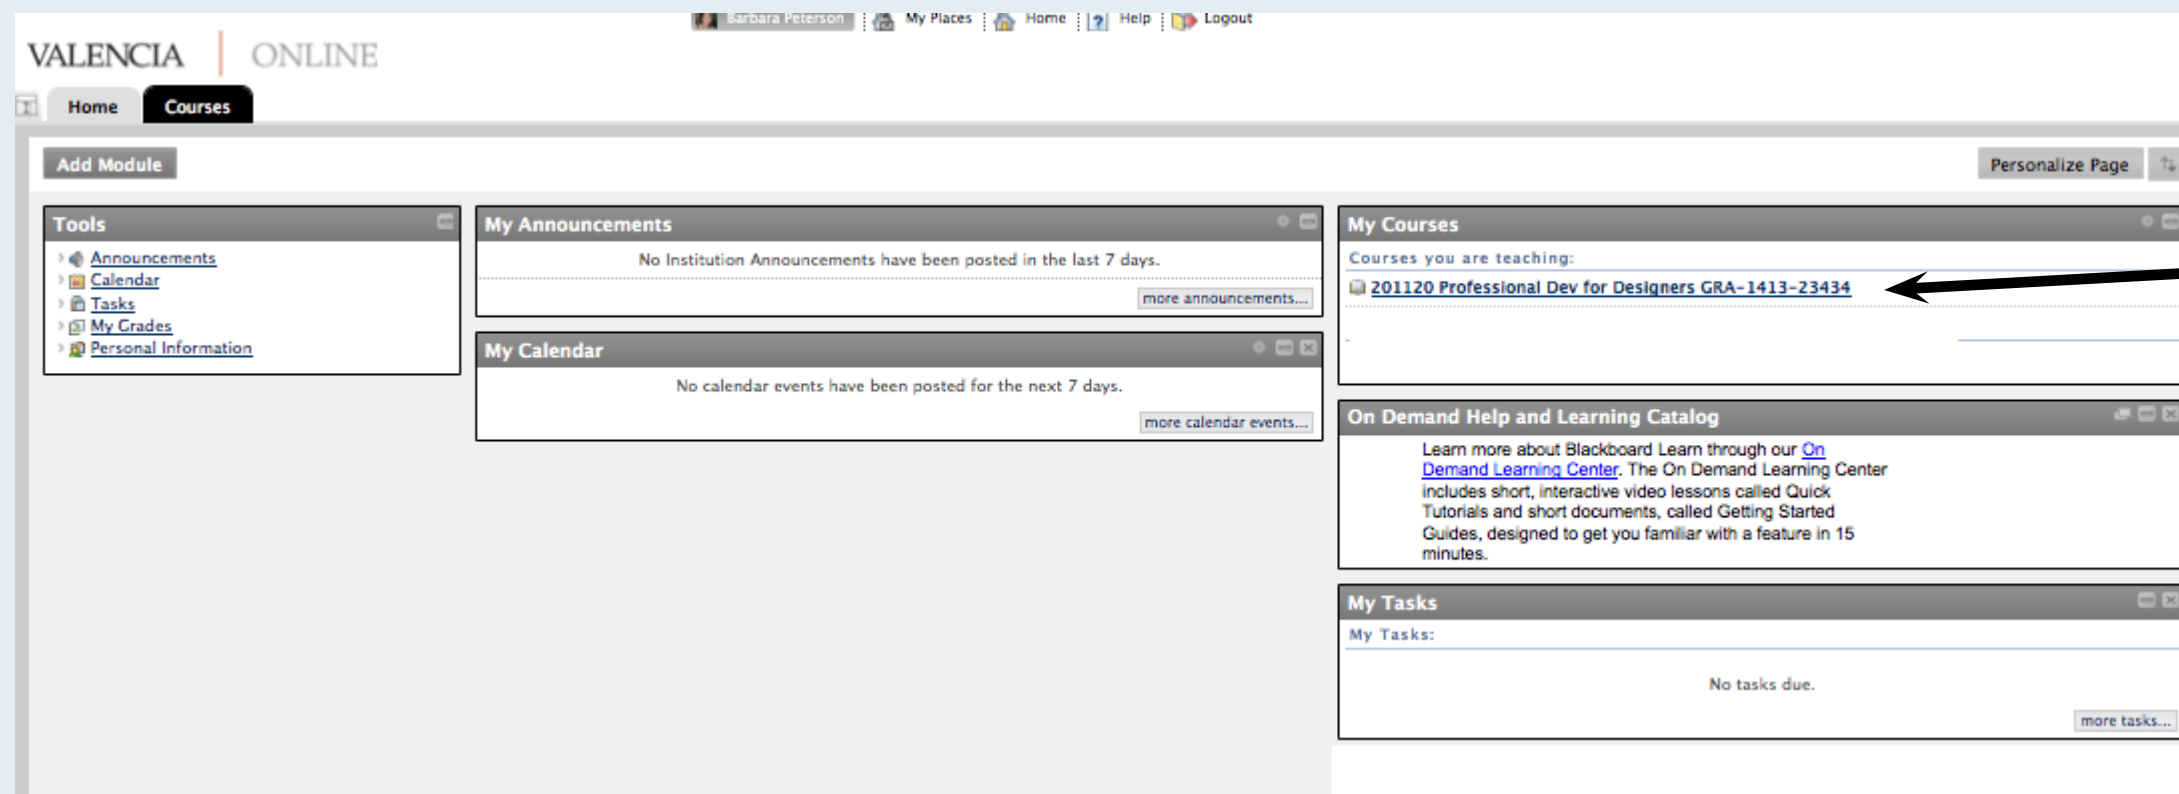 Barbara Peterson My Places Home Help Logout
VALENCIA ONLINE
Home Courses
Add Module Personalize Page
Tools
Announcements
Calendar
Tasks
My Grades
Personal Information
My Announcements
No Institution Announcements have been posted in the last 7 days.
more announcements...
My Calendar
No calendar events have been posted for the next 7 days.
more calendar events...
My Courses
Courses you are teaching:
201120 Professional Dev for Designers GRA-1413-23434
On Demand Help and Learning Catalog
Learn more about Blackboard Learn through our On
Demand Learning Center. The On Demand Learning Center
includes short, interactive video lessons called Quick
Tutorials and short documents, called Getting Started
Guides, designed to get you familiar with a feature in 15
minutes.
My Tasks
My Tasks:
No tasks due.
more tasks...